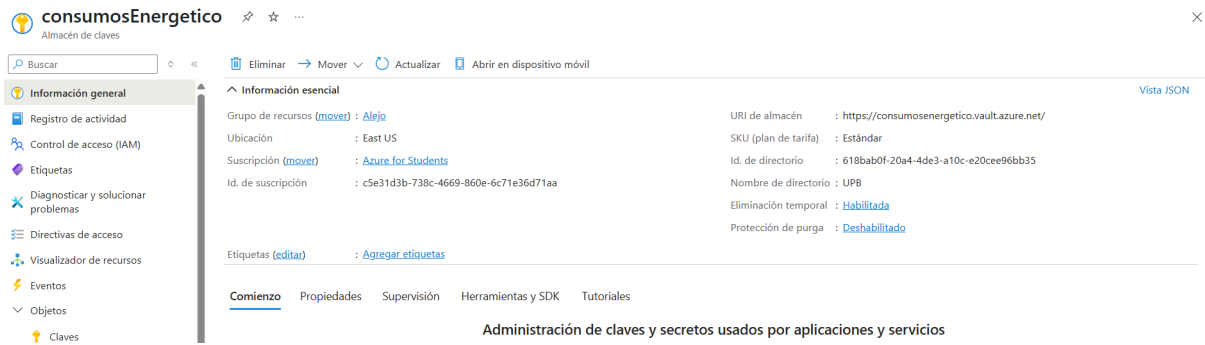 consumosEnergetico
Almacén de claves
Buscar
Eliminar Mover Actualizar Abrir en dispositivo móvil
Información general
Registro de actividad
Control de acceso (IAM)
Etiquetas
Diagnosticar y solucionar
problemas
Directivas de acceso
Visualizador de recursos
Eventos
Objetos
Claves
Información esencial
Vista JSON
Grupo de recursos (mover) : Alejo
Ubicación : East US
Suscripción (mover) : Azure for Students
Id. de suscripción : c5e31d3b-738c-4669-860e-6c71e36d71aa
URI de almacén : https://consumosenergetico.vault.azure.net/
SKU (plan de tarifa) : Estándar
Id. de directorio : 618bab0f-20a4-4de3-a10c-e20cee96bb35
Nombre de directorio : UPB
Eliminación temporal : Habilitada
Protección de purga : Deshabilitado
Etiquetas (editar) : Agregar etiquetas
Comienzo Propiedades Supervisión Herramientas y SDK Tutoriales
Administración de claves y secretos usados por aplicaciones y servicios